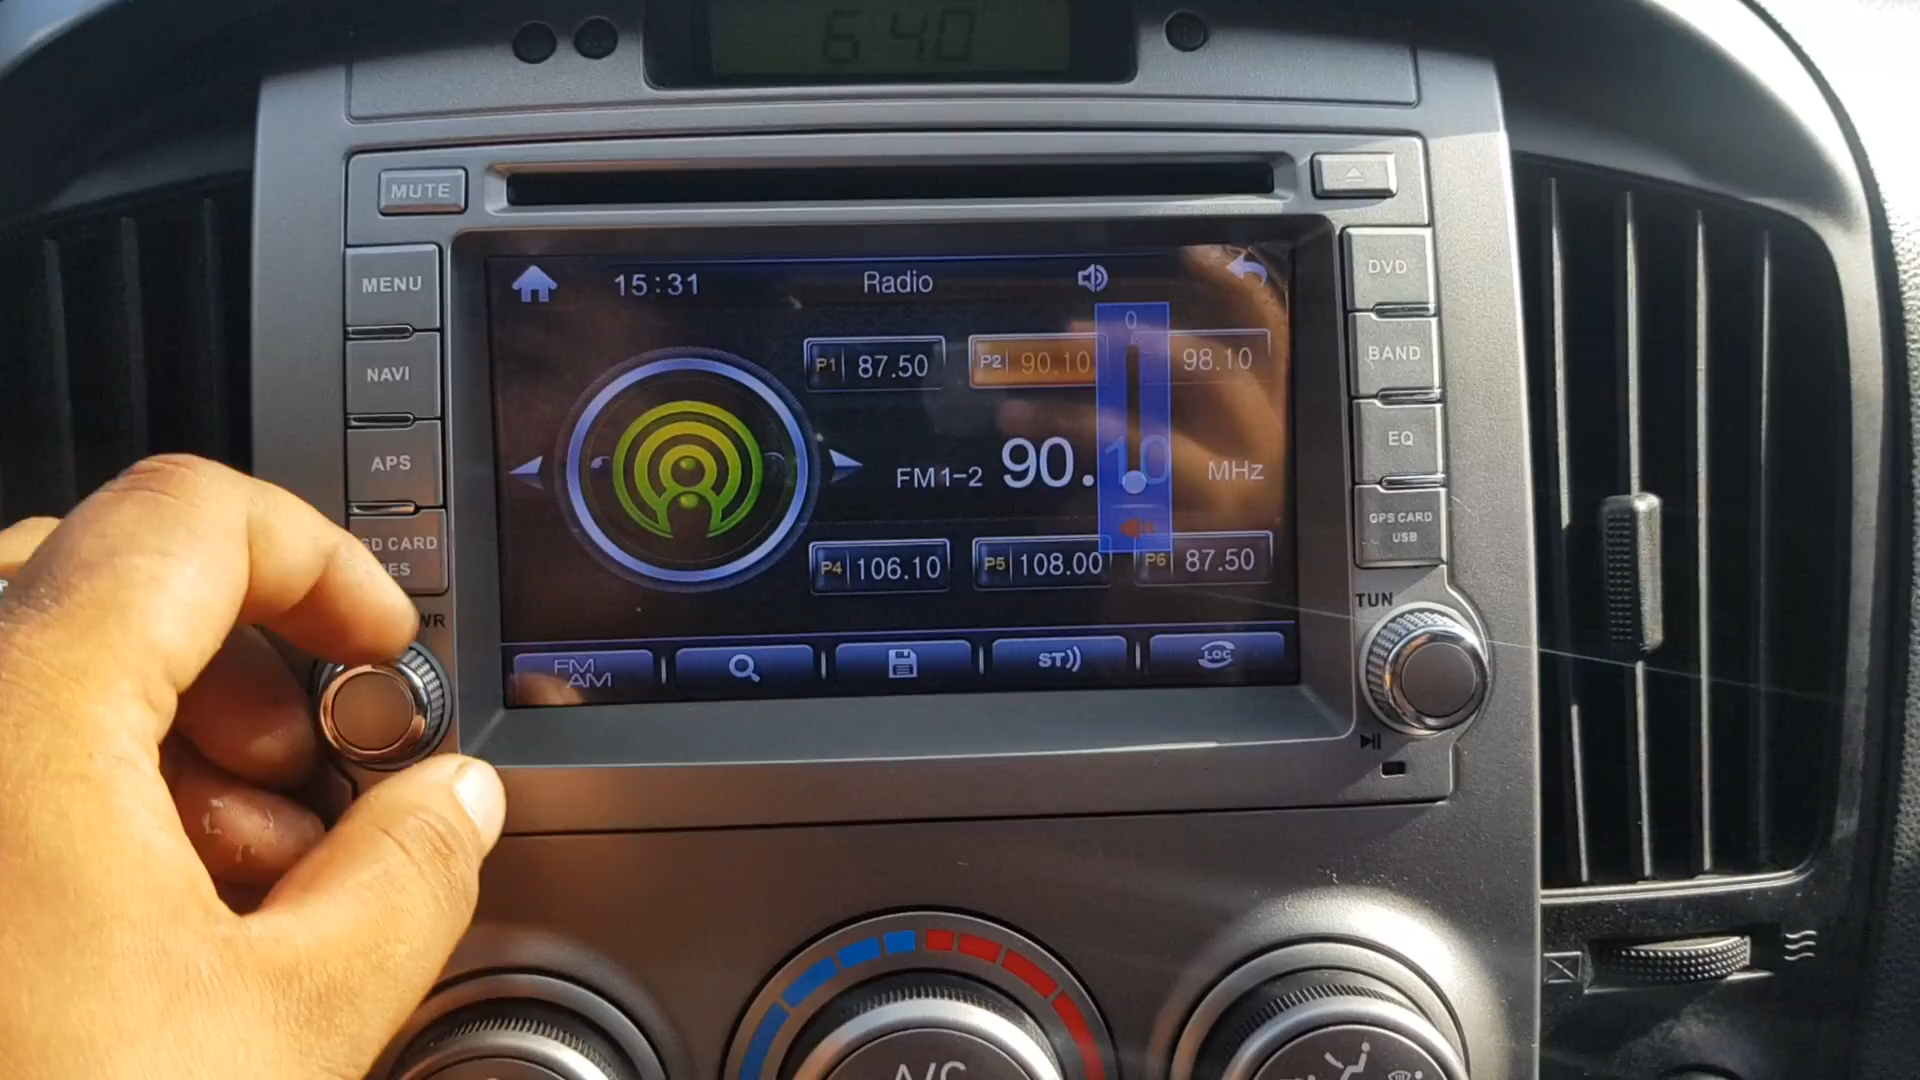 6:40
MUTE
MENU
NAVI
APS
SD CARD
DVD
BAND
EQ
GPS CARD
USB
15:31
Radio
0
P1 87.50
P2 90.10
98.10
FM1-2 90.10 MHz
P4 106.10
P5 108.00
P6 87.50
FM
AM
ST
LOC
WR
TUN
A/C